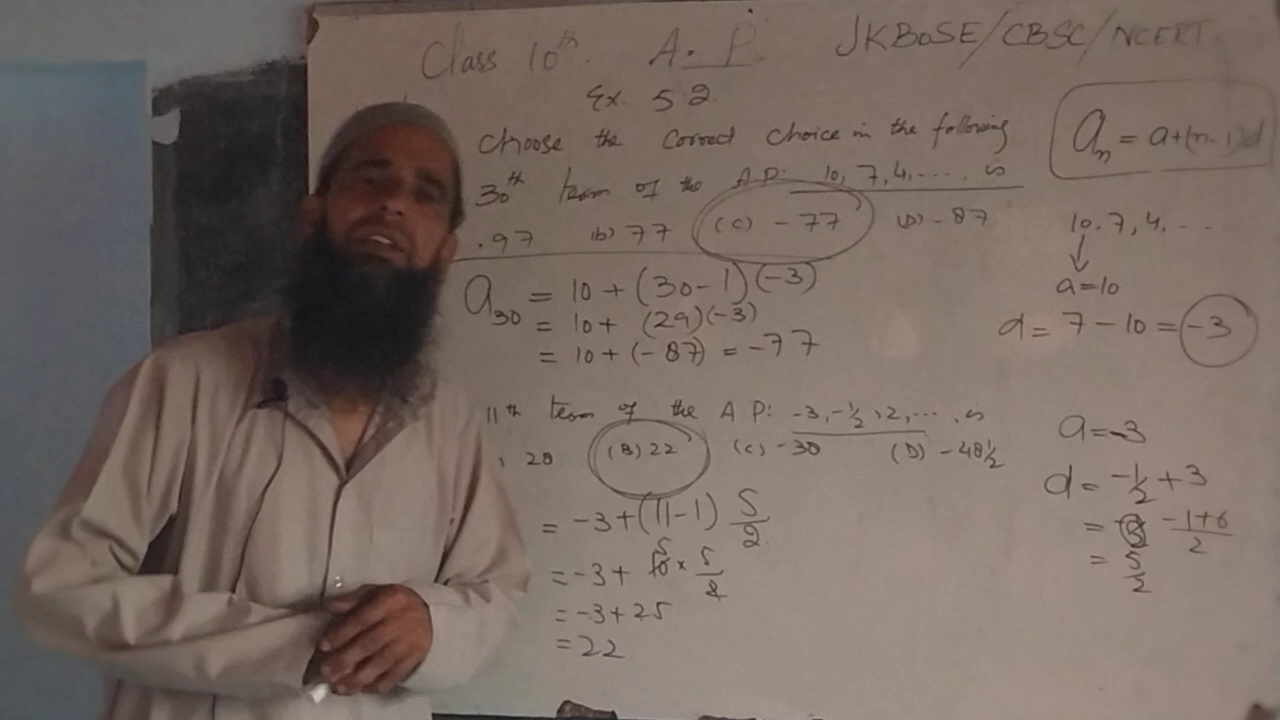 Class 10th A.P. JKBOSE/CBSC/NCERT
Ex. 5.2
Choose the correct choice in the following
30th term of the A.P: 10, 7, 4, .... is
.97 (b) 77 (C) -77 (D) -87
a30 = 10 + (30-1)(-3)
= 10 + (29)(-3)
= 10 + (-87) = -77
11th term of the A.P: -3, -½, 2, ... is
28 (B) 22 (C) -30 (D) -48½
= -3+(11-1) 5/2
= -3+ 10 × 5/2
= -3+25
= 22
an = a+(n-1)d
10, 7, 4, ...
a=10
d = 7-10 = -3
a=-3
d = -½+3
= -1+6/2
= 5/2